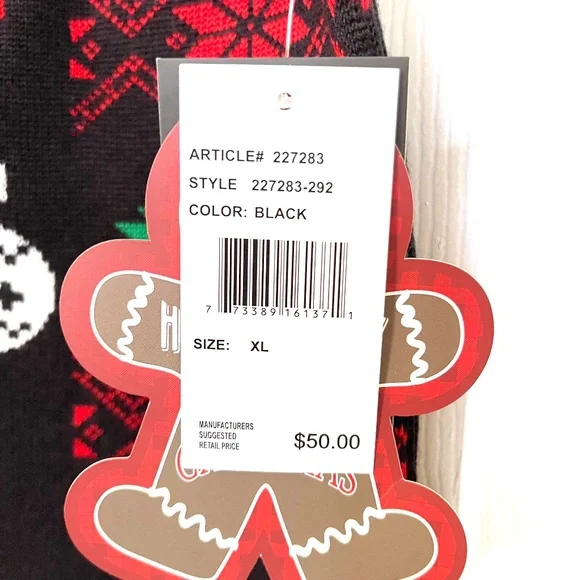 ARTICLE# 227283
STYLE 227283-292
COLOR: BLACK
7 73389 16137 1
SIZE: XL
MANUFACTURERS
SUGGESTED
RETAIL PRICE
$50.00